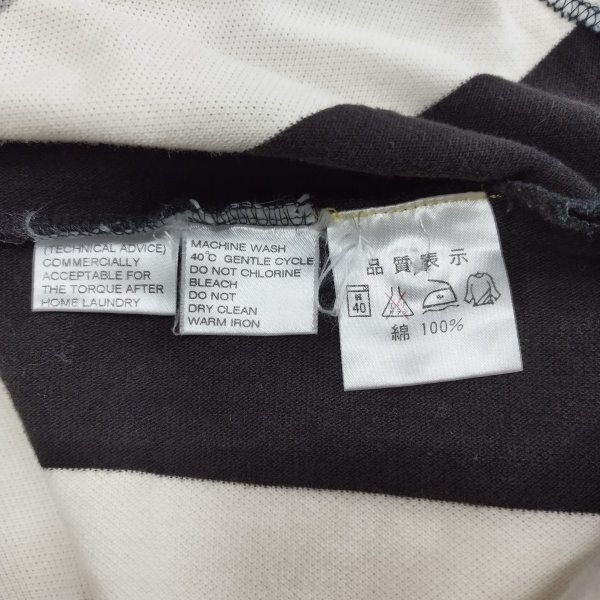 (TECHNICAL ADVICE)
COMMERCIALLY
ACCEPTABLE FOR
THE TORQUE AFTER
HOME LAUNDRY
MACHINE WASH
40°C GENTLE CYCLE
DO NOT CHLORINE
BLEACH
DO NOT
DRY CLEAN
WARM IRON
品質表示
40
綿 100%